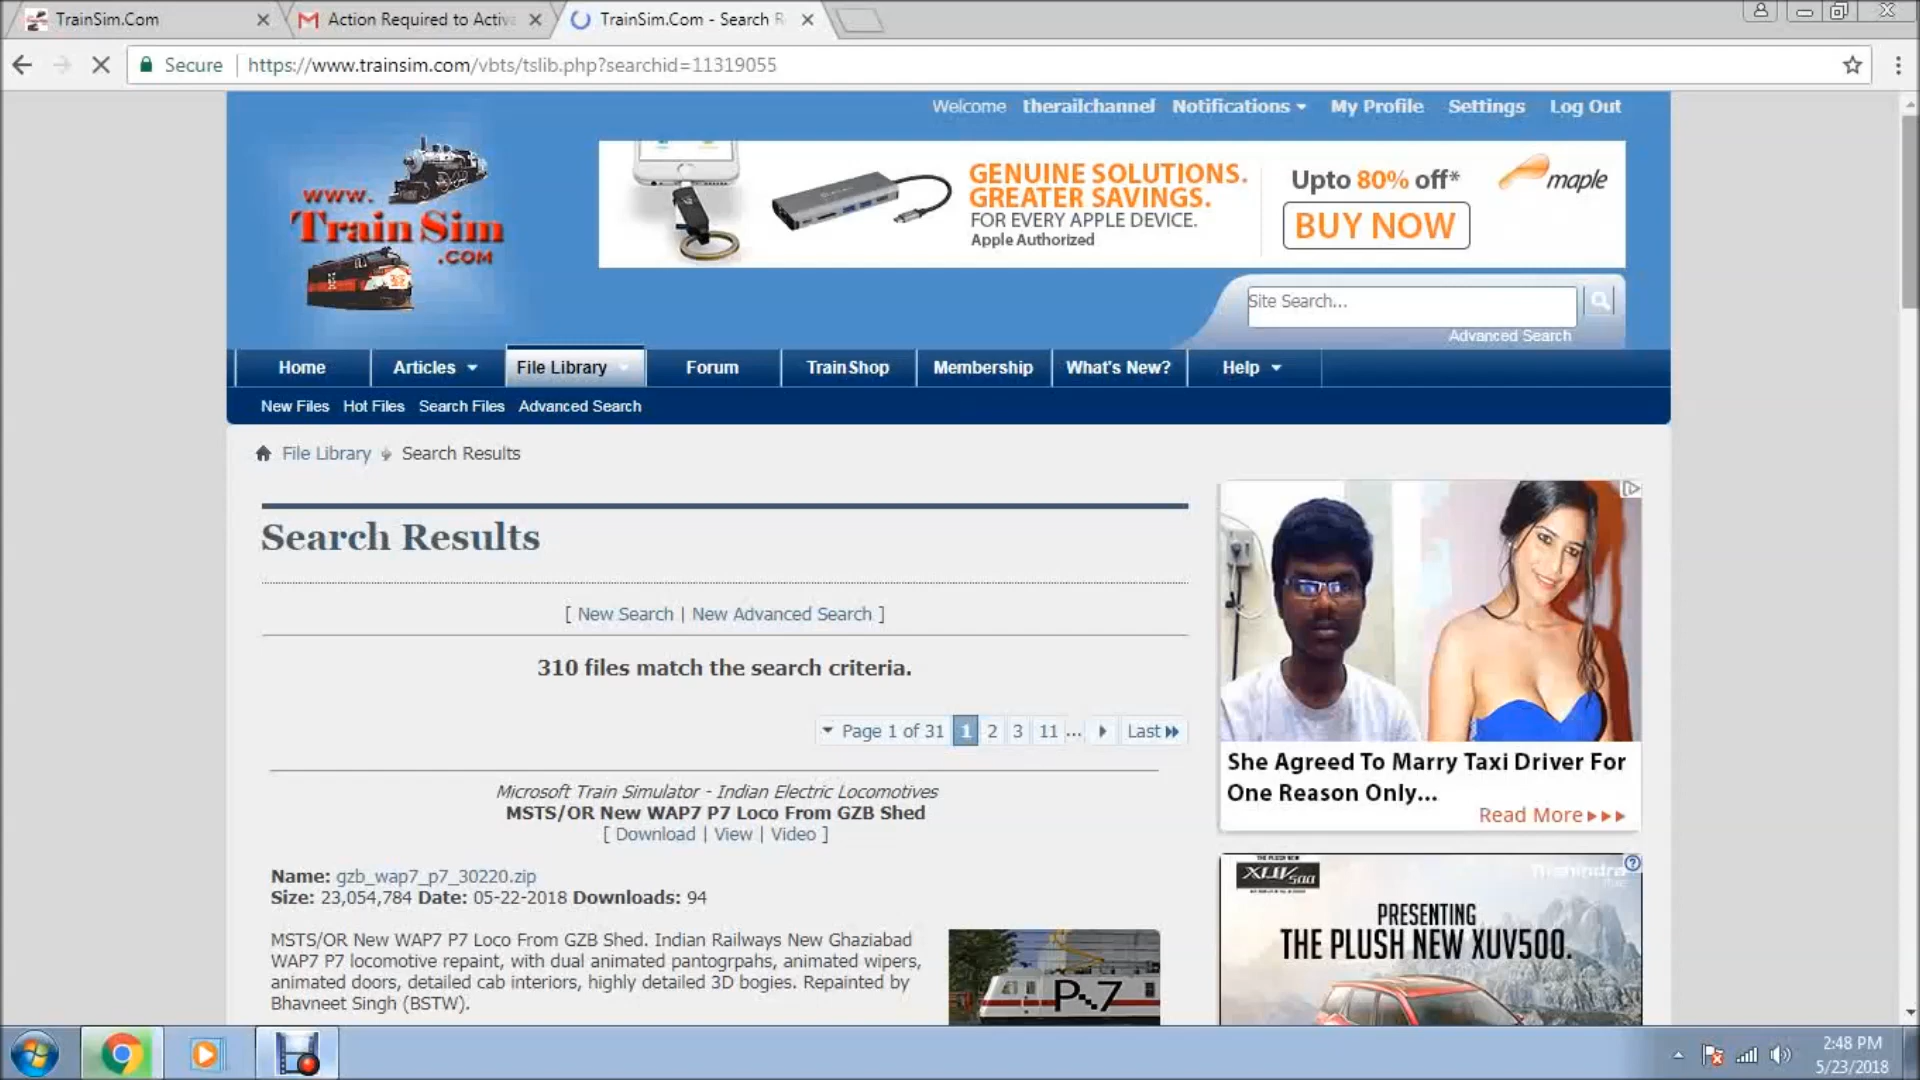 TrainSim.Com
Action Required to Activ
TrainSim.Com - Search R
Secure
https://www.trainsim.com/vbts/tslib.php?searchid=11319055
Welcome therailchannel Notifications My Profile Settings Log Out
www.
Train Sim
.COM
GENUINE SOLUTIONS.
GREATER SAVINGS.
FOR EVERY APPLE DEVICE.
Apple Authorized
Upto 80% off*
BUY NOW
maple
Site Search...
Advanced Search
Home Articles File Library Forum TrainShop Membership What's New? Help
New Files Hot Files Search Files Advanced Search
File Library Search Results
Search Results
[ New Search | New Advanced Search ]
310 files match the search criteria.
Page 1 of 31 1 2 3 11 ... Last
Microsoft Train Simulator - Indian Electric Locomotives
MSTS/OR New WAP7 P7 Loco From GZB Shed
[ Download | View | Video ]
Name: gzb_wap7_p7_30220.zip
Size: 23,054,784 Date: 05-22-2018 Downloads: 94
MSTS/OR New WAP7 P7 Loco From GZB Shed. Indian Railways New Ghaziabad
WAP7 P7 locomotive repaint, with dual animated pantogrpahs, animated wipers,
animated doors, detailed cab interiors, highly detailed 3D bogies. Repainted by
Bhavneet Singh (BSTW).
P-7
She Agreed To Marry Taxi Driver For
One Reason Only...
Read More
THE PLUSH NEW
XUV500
PRESENTING
THE PLUSH NEW XUV500.
2:48 PM
5/23/2018